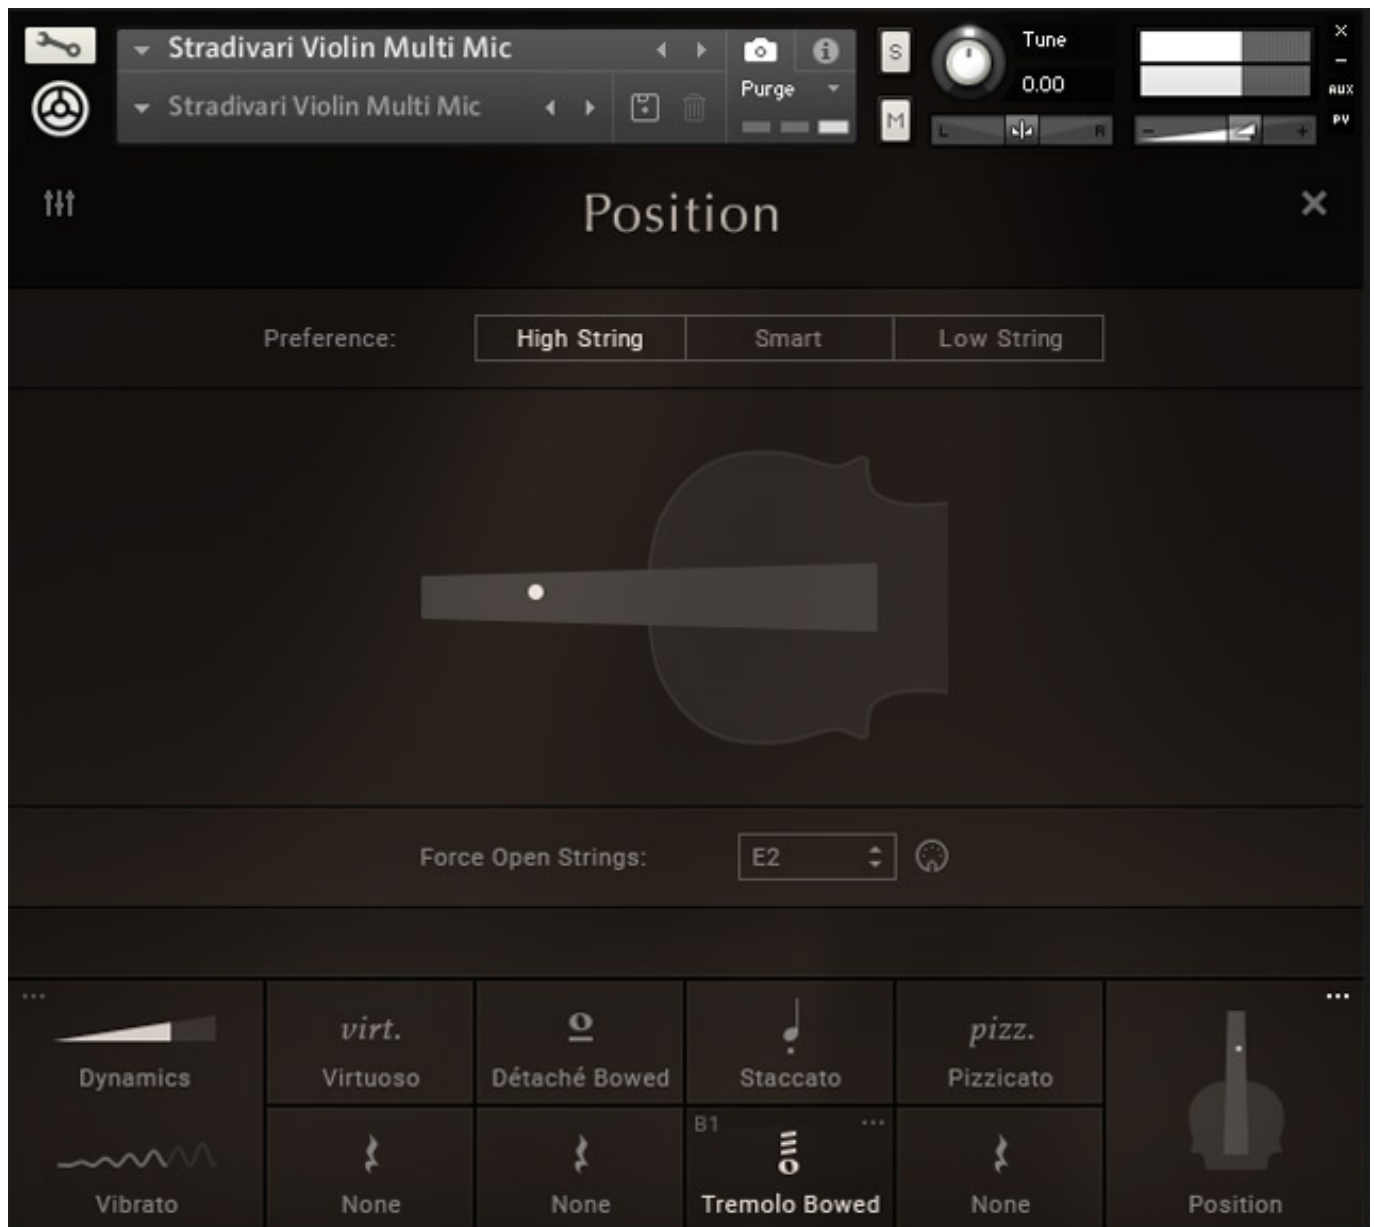 Stradivari Violin Multi Mic
Stradivari Violin Multi Mic
Purge
S
M
Tune
0.00
L
R
-
+
X
-
AUX
PV
Position
Preference:
High String
Smart
Low String
Force Open Strings:
E2
Dynamics
virt.
Virtuoso
Détaché Bowed
Staccato
pizz.
Pizzicato
Vibrato
None
None
B1
Tremolo Bowed
None
Position